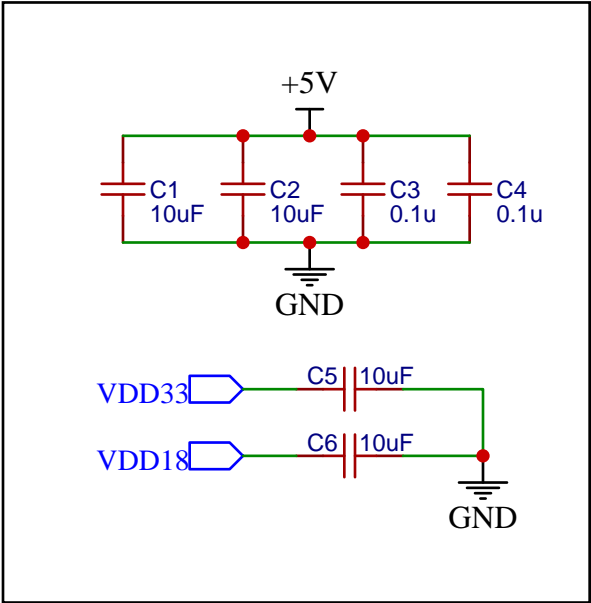 +5V
C1 C2 C3 C4
10uF 10uF 0.1u 0.1u
GND
C5 10uF
VDD33
C6 10uF
VDD18
GND